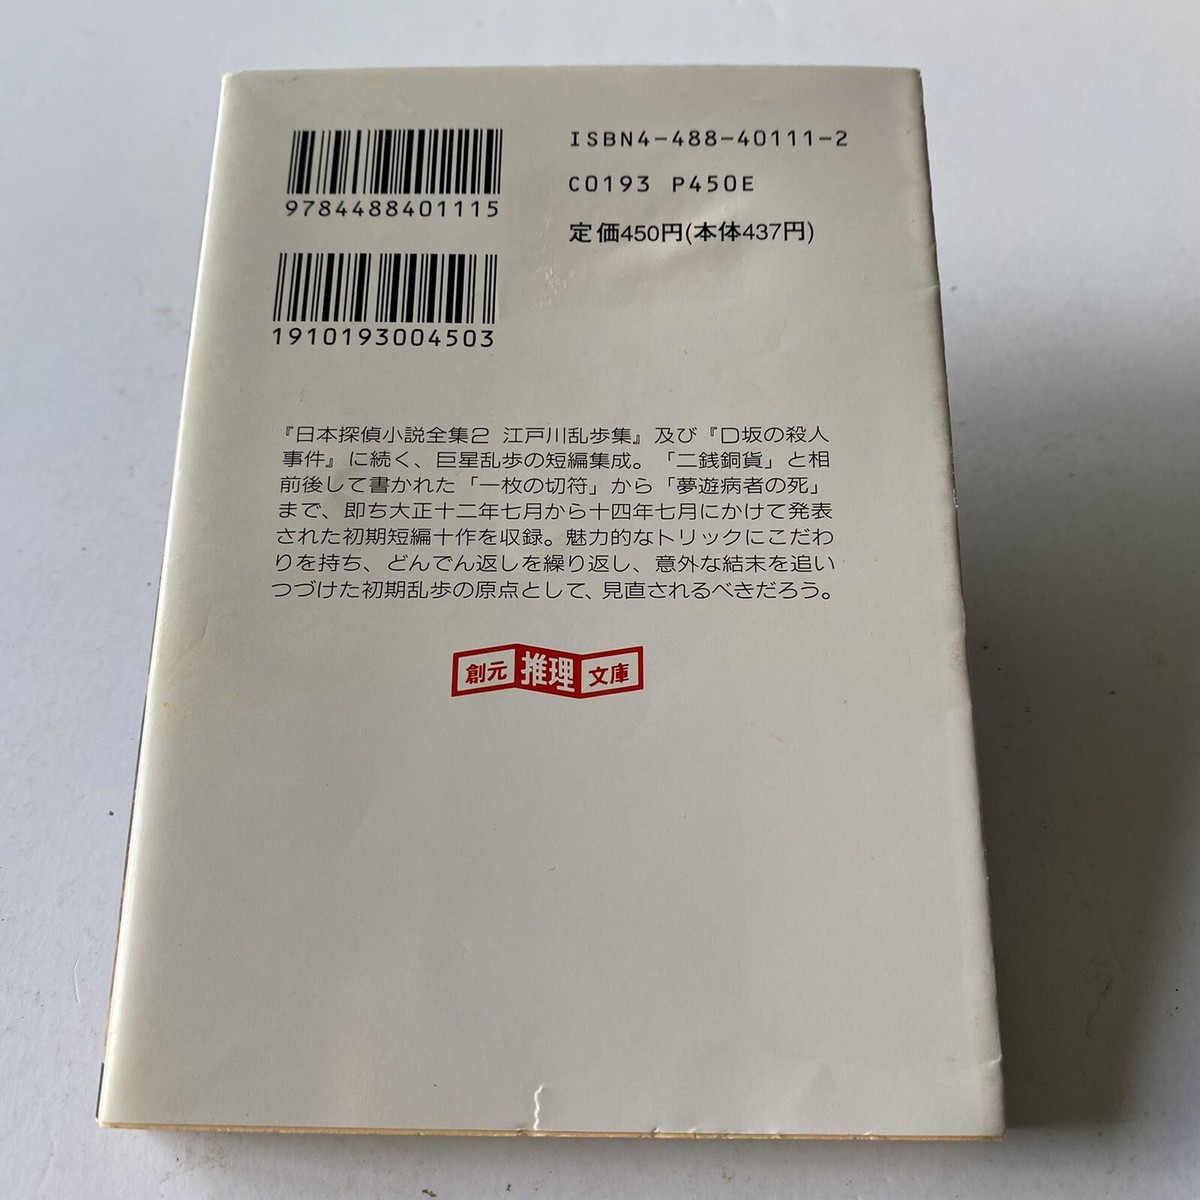 9784488401115
ISBN4-488-40111-2
C0193 P450E
定価450円(本体437円)
1910193004503
『日本探偵小説全集2 江戸川乱歩集』及び『D坂の殺人
事件』に続く、巨星乱歩の短編集成。「二銭銅貨」と相
前後して書かれた「一枚の切符」から「夢遊病者の死」
まで、即ち大正十二年七月から十四年七月にかけて発表
された初期短編十作を収録。魅力的なトリックにこだわ
りを持ち、どんでん返しを繰り返し、意外な結末を追い
つづけた初期乱歩の原点として、見直されるべきだろう。
創元推理文庫